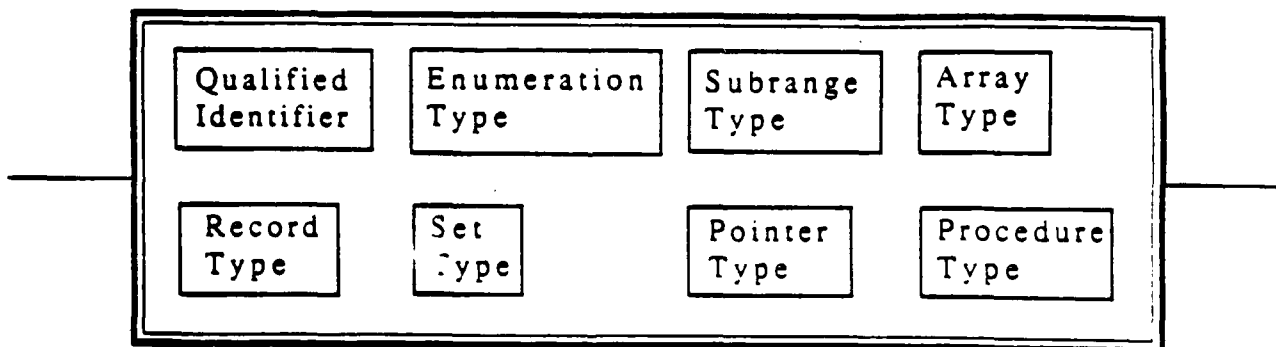 Qualified
Identifier
Enumeration
Type
Subrange
Type
Array
Type
Record
Type
Set
Type
Pointer
Type
Procedure
Type